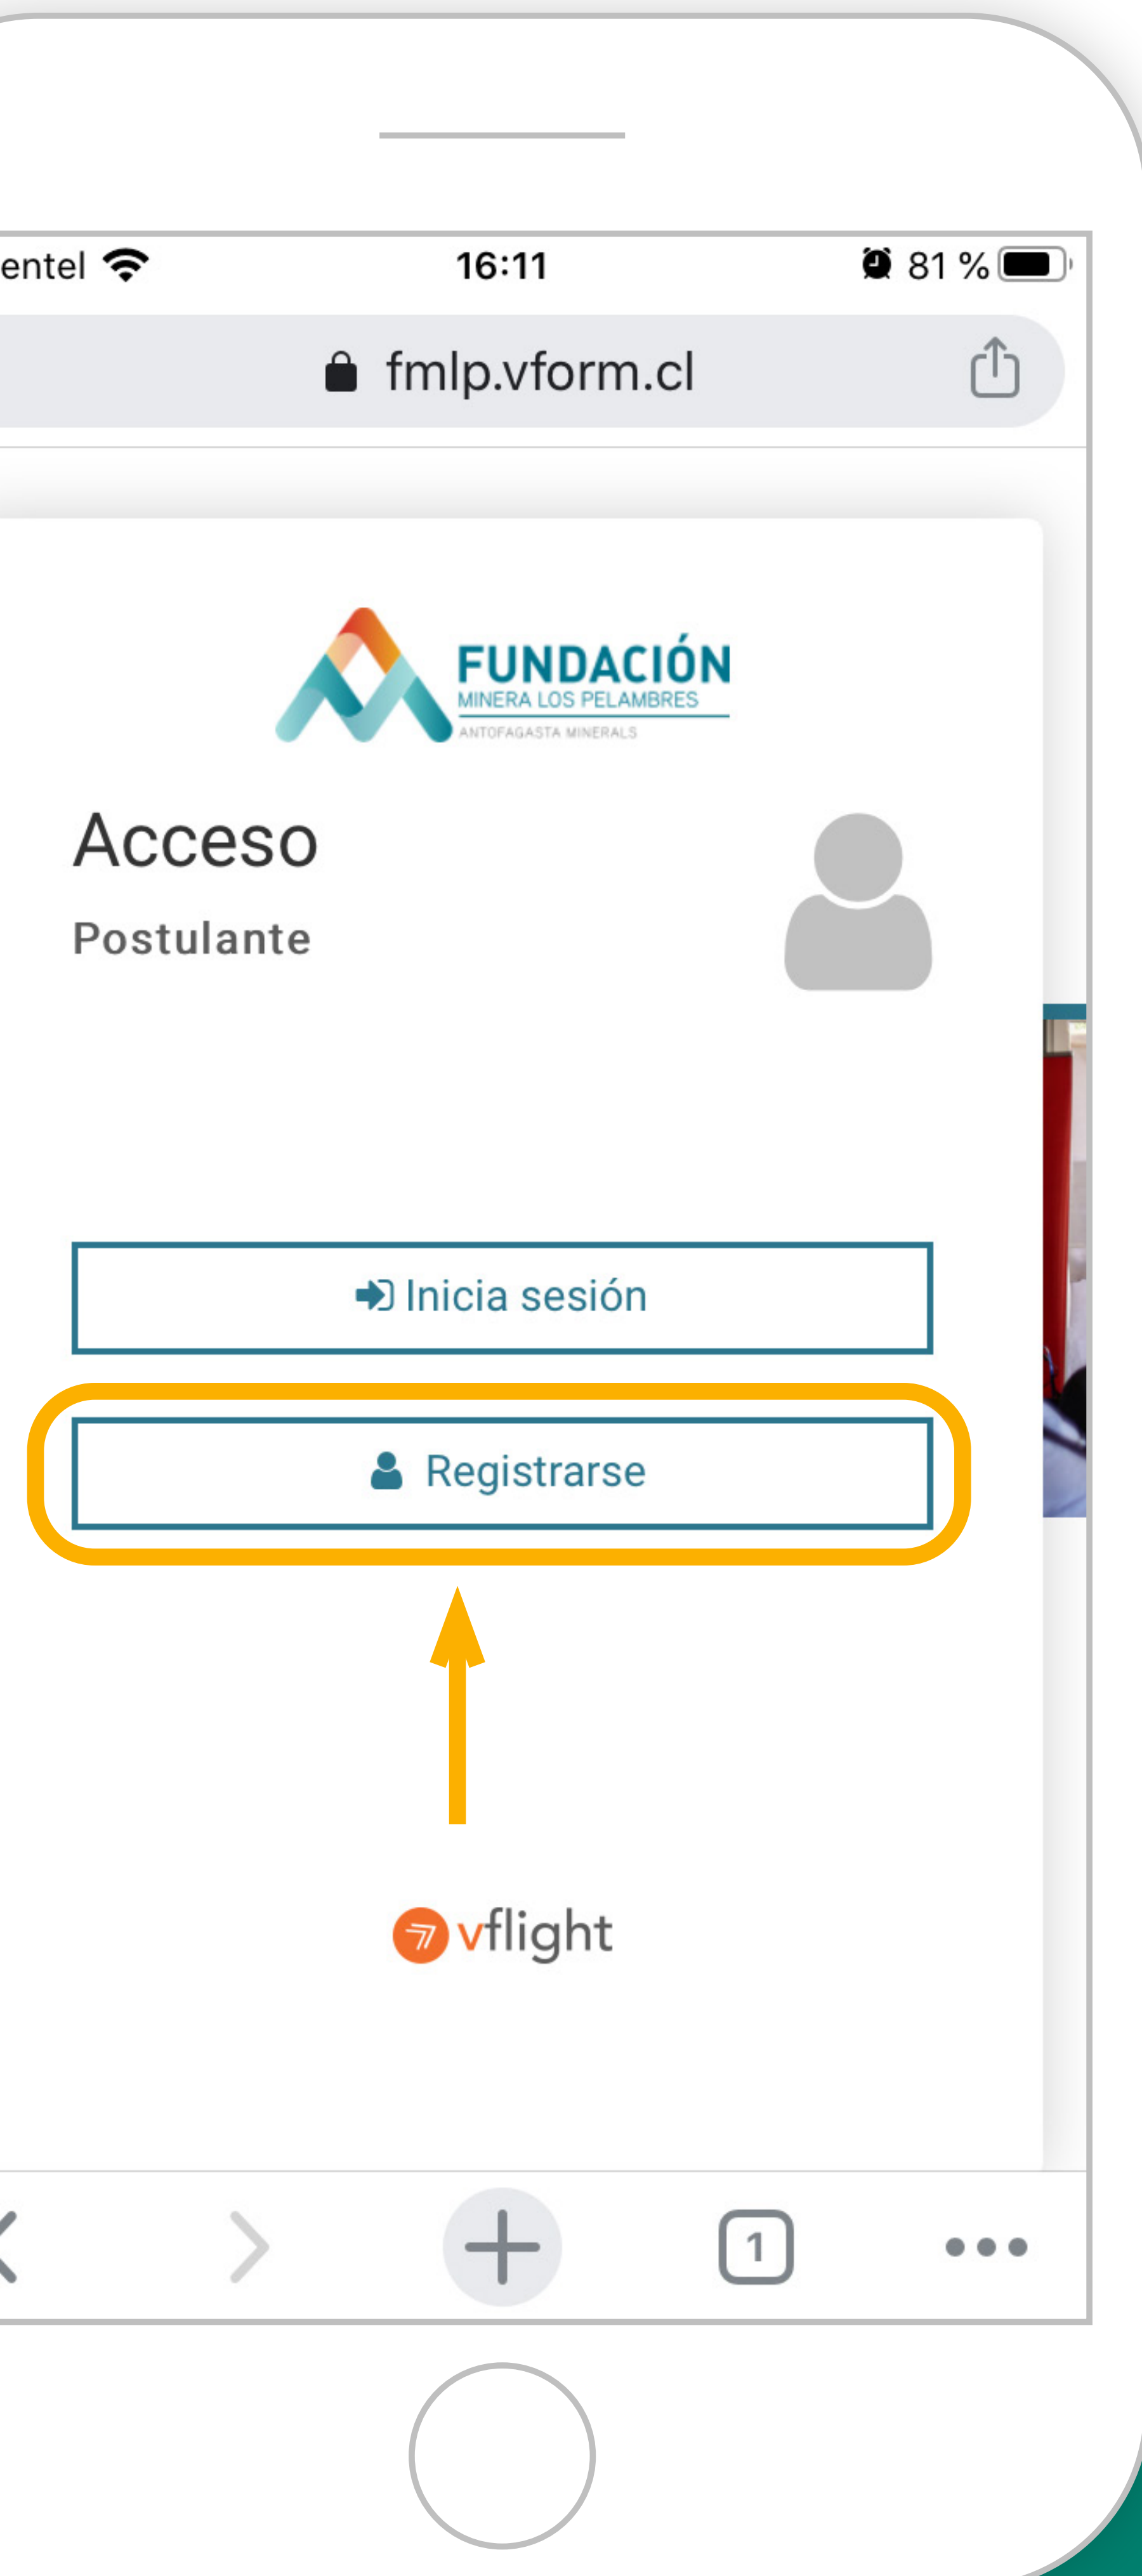 entel 16:11 81 %
fmlp.vform.cl
FUNDACIÓN
MINERA LOS PELAMBRES
ANTOFAGASTA MINERALS
Acceso
Postulante
Inicia sesión
Registrarse
vflight
1